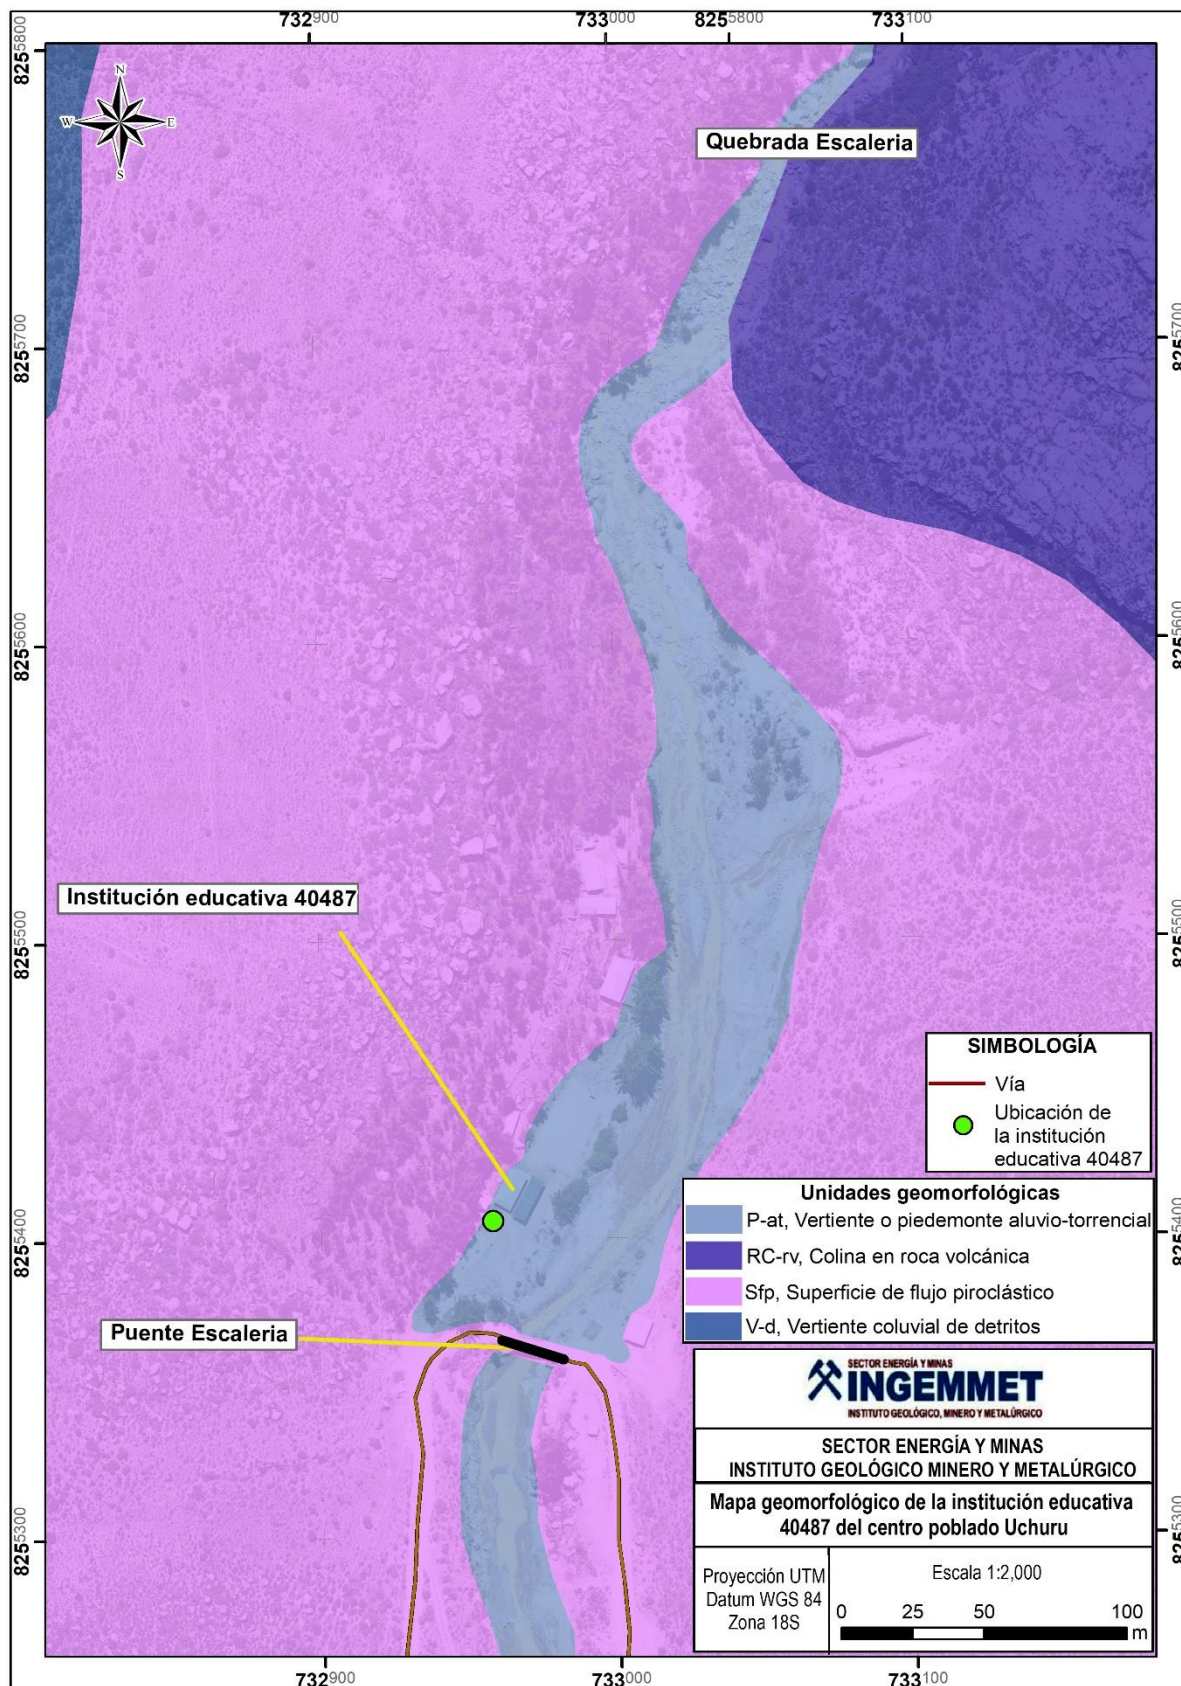 732900
733000
8255800
733100
8255800
N
W
E
S
Quebrada Escaleria
8255700
8255700
8255600
8255600
Institución educativa 40487
8255500
8255500
SIMBOLOGÍA
Vía
Ubicación de
la institución
educativa 40487
Unidades geomorfológicas
P-at, Vertiente o piedemonte aluvio-torrencial
RC-rv, Colina en roca volcánica
Sfp, Superficie de flujo piroclástico
V-d, Vertiente coluvial de detritos
8255400
8255400
Puente Escaleria
SECTOR ENERGÍA Y MINAS
INGEMMET
INSTITUTO GEOLÓGICO, MINERO Y METALÚRGICO
SECTOR ENERGÍA Y MINAS
INSTITUTO GEOLÓGICO MINERO Y METALÚRGICO
Mapa geomorfológico de la institución educativa
40487 del centro poblado Uchuru
8255300
8255300
Proyección UTM
Datum WGS 84
Zona 18S
Escala 1:2,000
0 25 50 100
m
732900
733000
733100